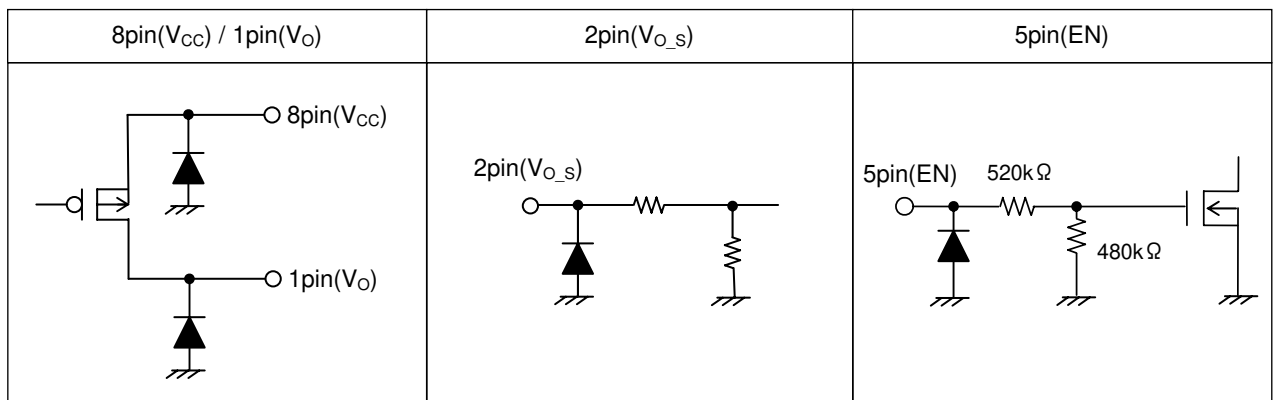 8pin(VCC) / 1pin(VO)
2pin(VO_S)
5pin(EN)
8pin(VCC)
1pin(VO)
2pin(VO_S)
5pin(EN)
520kΩ
480kΩ